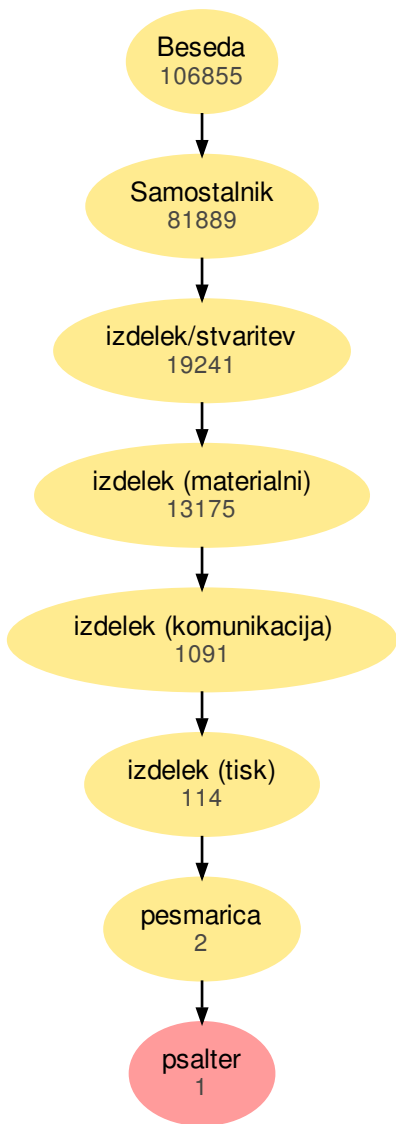 Beseda
106855
Samostalnik
81889
izdelek/stvaritev
19241
izdelek (materialni)
13175
izdelek (komunikacija)
1091
izdelek (tisk)
114
pesmarica
2
psalter
1